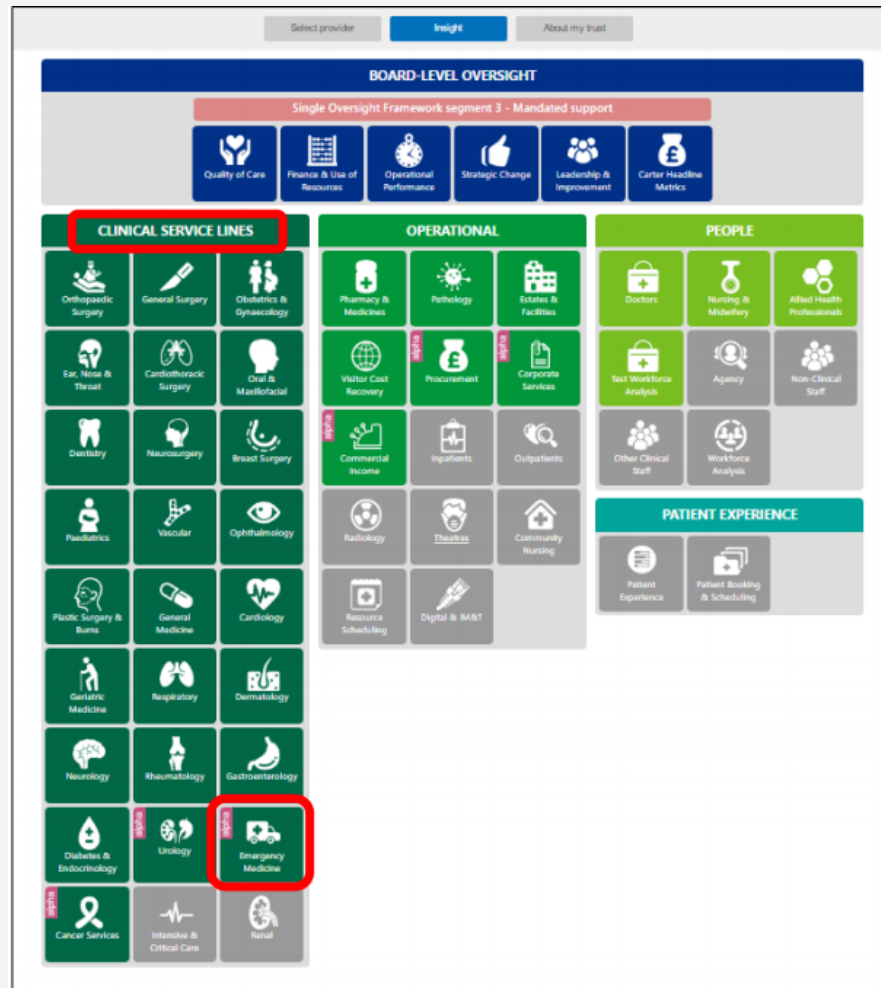 Select provider
Insight
About my trust
BOARD-LEVEL OVERSIGHT
Single Oversight Framework segment 3 - Mandated support
Quality of Care
Finance & Use of
Resources
Operational
Performance
Strategic Change
Leadership &
Improvement
Carter Headline
Metrics
CLINICAL SERVICE LINES
Orthopaedic
Surgery
General Surgery
Obstetrics &
Gynaecology
Ear, Nose &
Throat
Cardiothoracic
Surgery
Oral &
Maxillofacial
Dentistry
Neurosurgery
Breast Surgery
Paediatrics
Vascular
Ophthalmology
Plastic Surgery &
Burns
General
Medicine
Cardiology
Geriatric
Medicine
Respiratory
Dermatology
Neurology
Rheumatology
Gastroenterology
Diabetes &
Endocrinology
alpha
Urology
alpha
Emergency
Medicine
alpha
Cancer Services
Intensive &
Critical Care
Renal
OPERATIONAL
Pharmacy &
Medicines
Pathology
Estates &
Facilities
Visitor Cost
Recovery
alpha
Procurement
alpha
Corporate
Services
alpha
Commercial
Income
Inpatients
Outpatients
Radiology
Theatres
Community
Nursing
Resource
Scheduling
Digital & IM&T
PEOPLE
Doctors
Nursing &
Midwifery
Allied Health
Professionals
Test Workforce
Analysis
Agency
Non-Clinical
Staff
Other Clinical
Staff
Workforce
Analysis
PATIENT EXPERIENCE
Patient
Experience
Patient Booking
& Scheduling